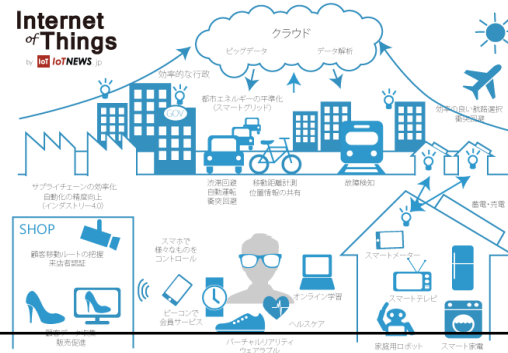 Internet
of Things
by IoT IoTNEWS .jp
クラウド
ビッグデータ
データ解析
効率的な行政
都市エネルギーの平準化
(スマートグリッド)
GOV
効率の良い航路選択
衝突回避
サプライチェーンの効率化
自動化の精度向上
(インダストリー4.0)
渋滞回避
自動運転
衝突回避
移動距離計測
位置情報の共有
故障検知
蓄電・売電
SHOP
顧客移動ルートの把握
来店者認証
スマホで
様々なものを
コントロール
スマートメーター
オンライン学習
スマートテレビ
ビーコンで
会員サービス
ヘルスケア
販売促進
バーチャルリアリティ
ウェアラブル
家庭用ロボット
スマート家電